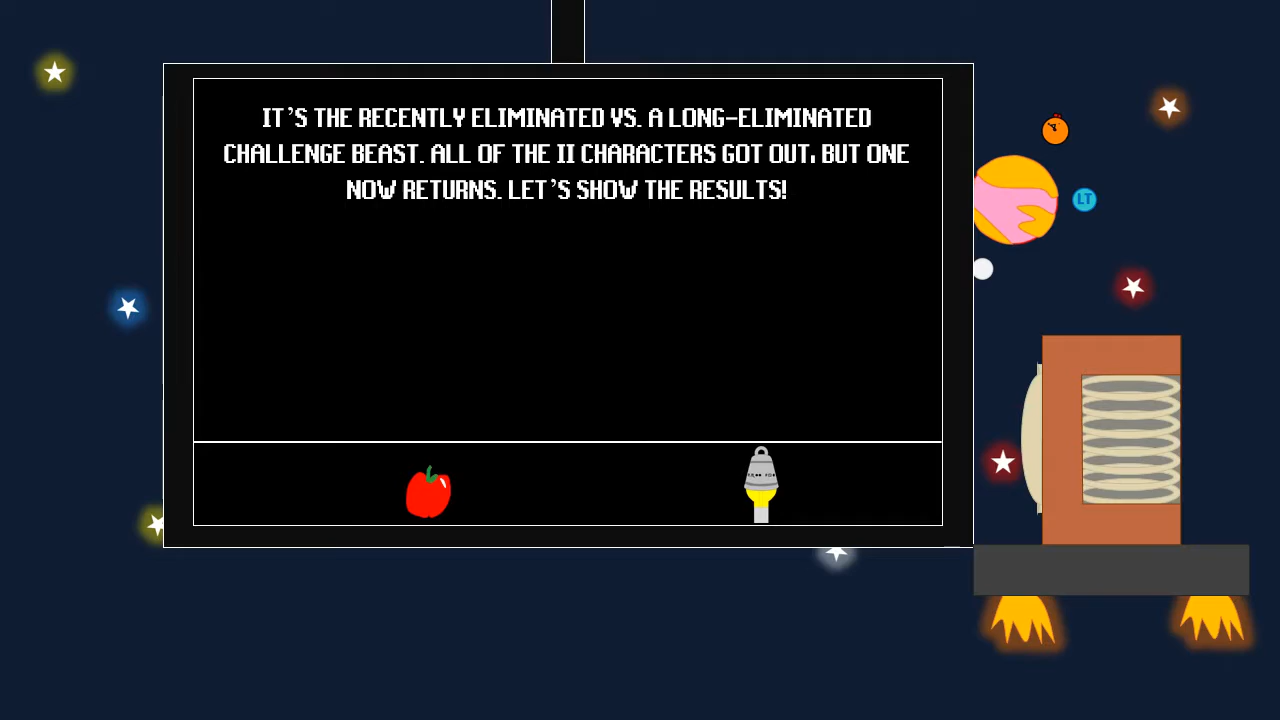 IT'S THE RECENTLY ELIMINATED VS. A LONG-ELIMINATED
CHALLENGE BEAST. ALL OF THE II CHARACTERS GOT OUT, BUT ONE
NOW RETURNS. LET'S SHOW THE RESULTS!
LT